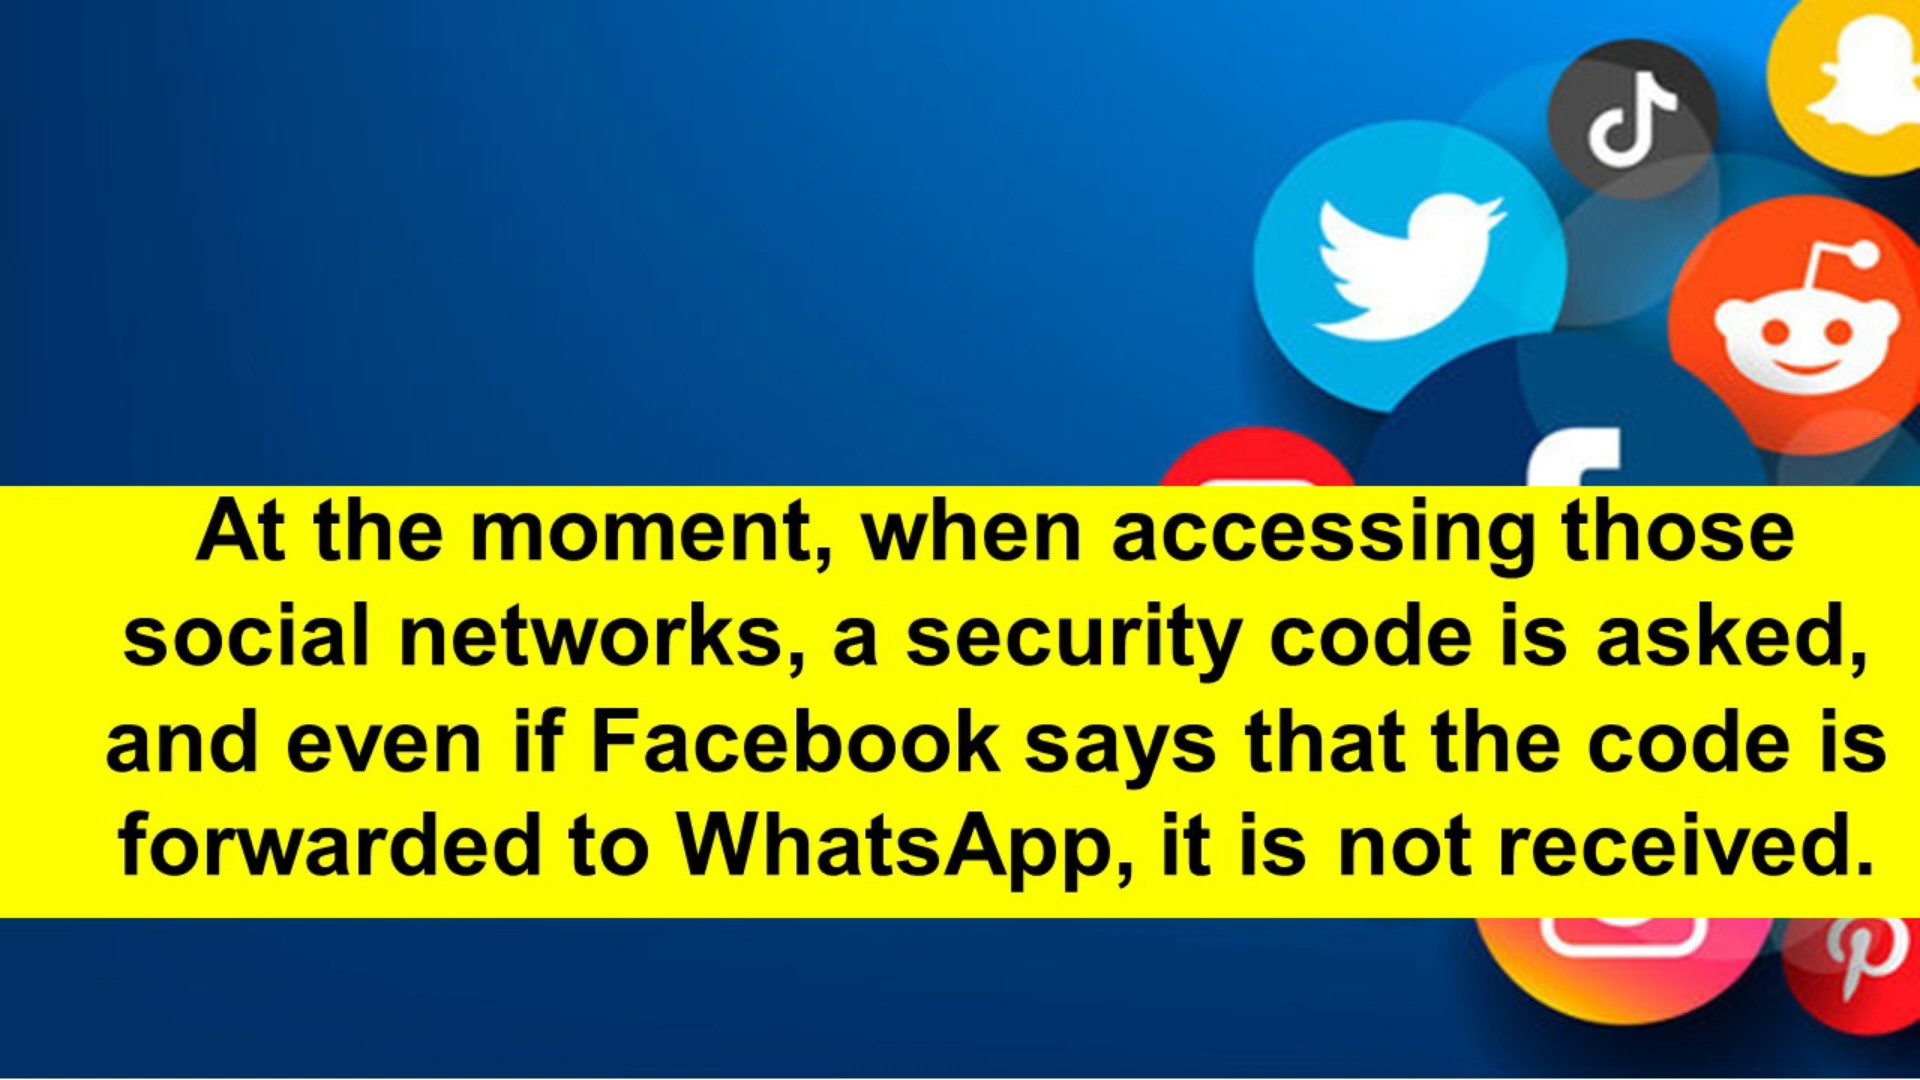 At the moment, when accessing those
social networks, a security code is asked,
and even if Facebook says that the code is
forwarded to WhatsApp, it is not received.